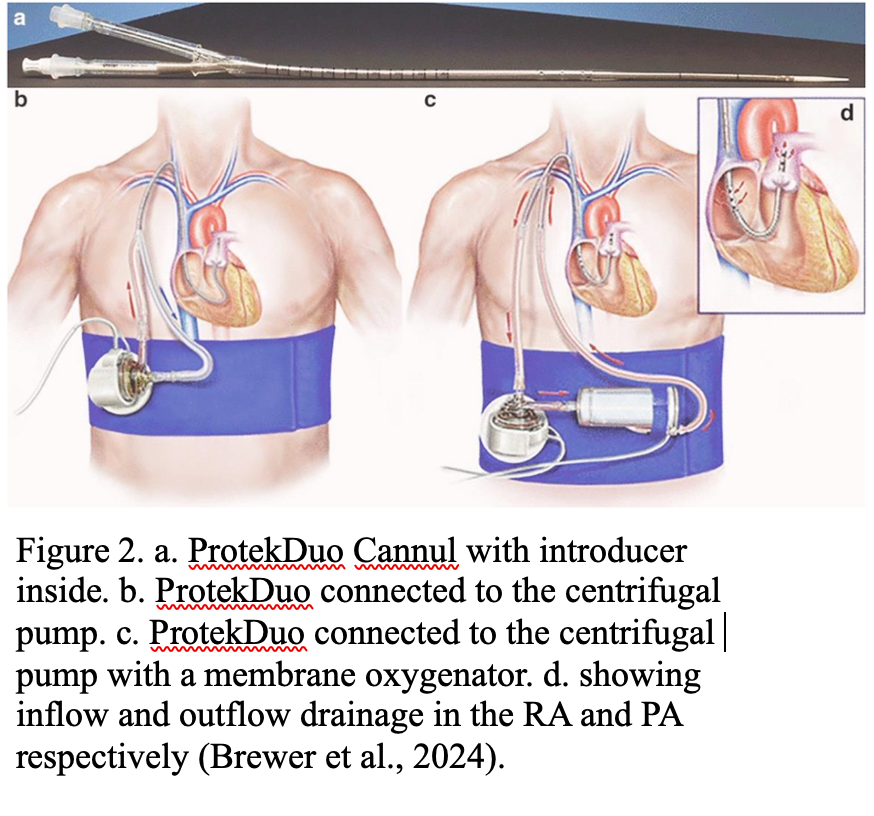 a
b
c
d
Figure 2. a. ProtekDuo Cannul with introducer
inside. b. ProtekDuo connected to the centrifugal
pump. c. ProtekDuo connected to the centrifugal
pump with a membrane oxygenator. d. showing
inflow and outflow drainage in the RA and PA
respectively (Brewer et al., 2024).